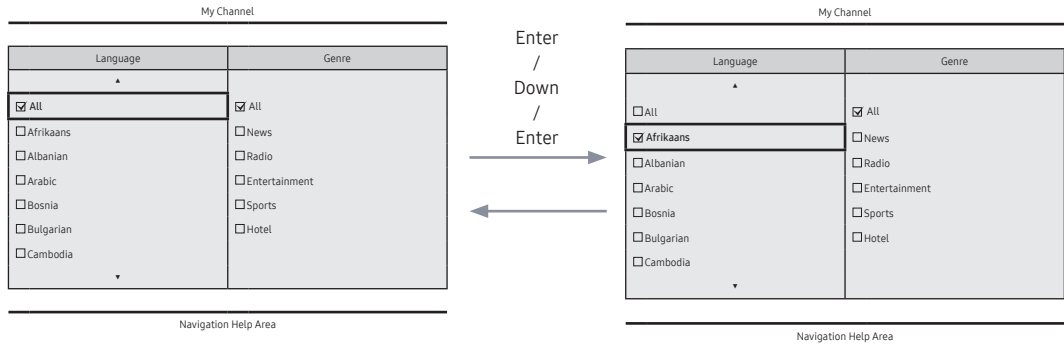 My Channel
Language Genre
▲
☑ All ☑ All
☐ Afrikaans ☐ News
☐ Albanian ☐ Radio
☐ Arabic ☐ Entertainment
☐ Bosnia ☐ Sports
☐ Bulgarian ☐ Hotel
☐ Cambodia
▼
Navigation Help Area
Enter
/
Down
/
Enter
My Channel
Language Genre
▲
☐ All ☑ All
☑ Afrikaans ☐ News
☐ Albanian ☐ Radio
☐ Arabic ☐ Entertainment
☐ Bosnia ☐ Sports
☐ Bulgarian ☐ Hotel
☐ Cambodia
▼
Navigation Help Area